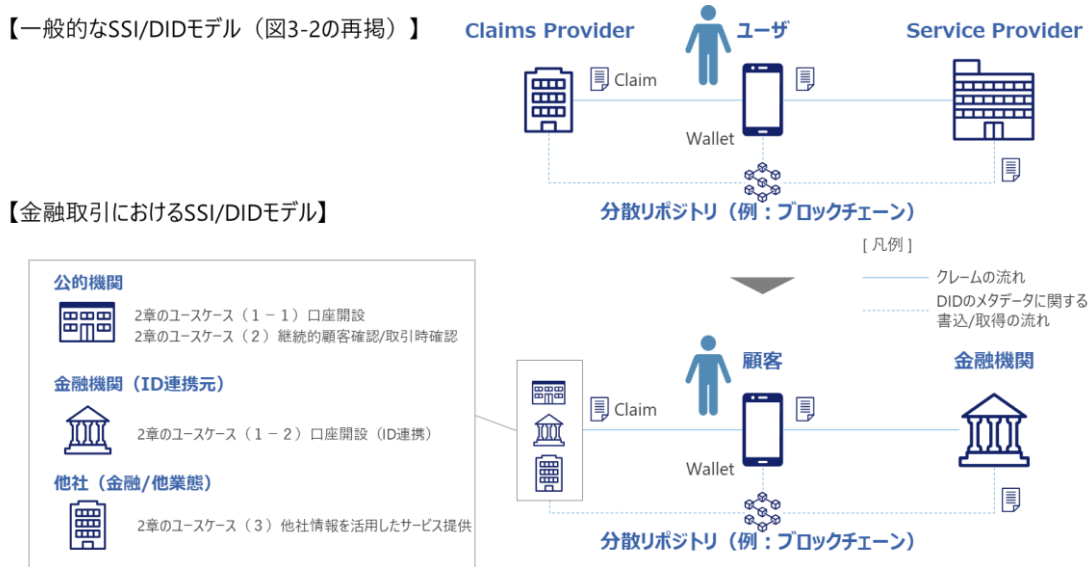 【一般的なSSI/DIDモデル（図3-2の再掲）】
Claims Provider
ユーザ
Service Provider
Claim
Wallet
分散リポジトリ（例：ブロックチェーン）
【金融取引におけるSSI/DIDモデル】
[ 凡例 ]
クレームの流れ
DIDのメタデータに関する
書込/取得の流れ
公的機関
2章のユースケース（１－１）口座開設
2章のユースケース（２）継続的顧客確認/取引時確認
金融機関（ID連携元）
2章のユースケース（１－２）口座開設（ID連携）
他社（金融/他業態）
2章のユースケース（３）他社情報を活用したサービス提供
顧客
金融機関
Claim
Wallet
分散リポジトリ（例：ブロックチェーン）